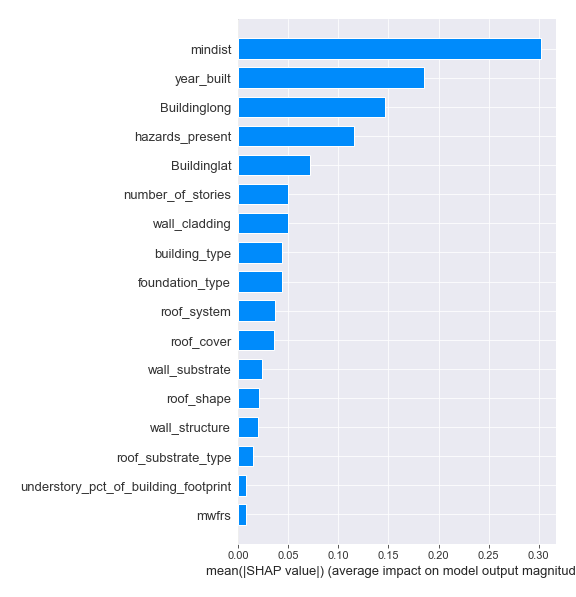 mindist
year_built
Buildinglong
hazards_present
Buildinglat
number_of_stories
wall_cladding
building_type
foundation_type
roof_system
roof_cover
wall_substrate
roof_shape
wall_structure
roof_substrate_type
understory_pct_of_building_footprint
mwfrs
0.00 0.05 0.10 0.15 0.20 0.25 0.30
mean(|SHAP value|) (average impact on model output magnitud